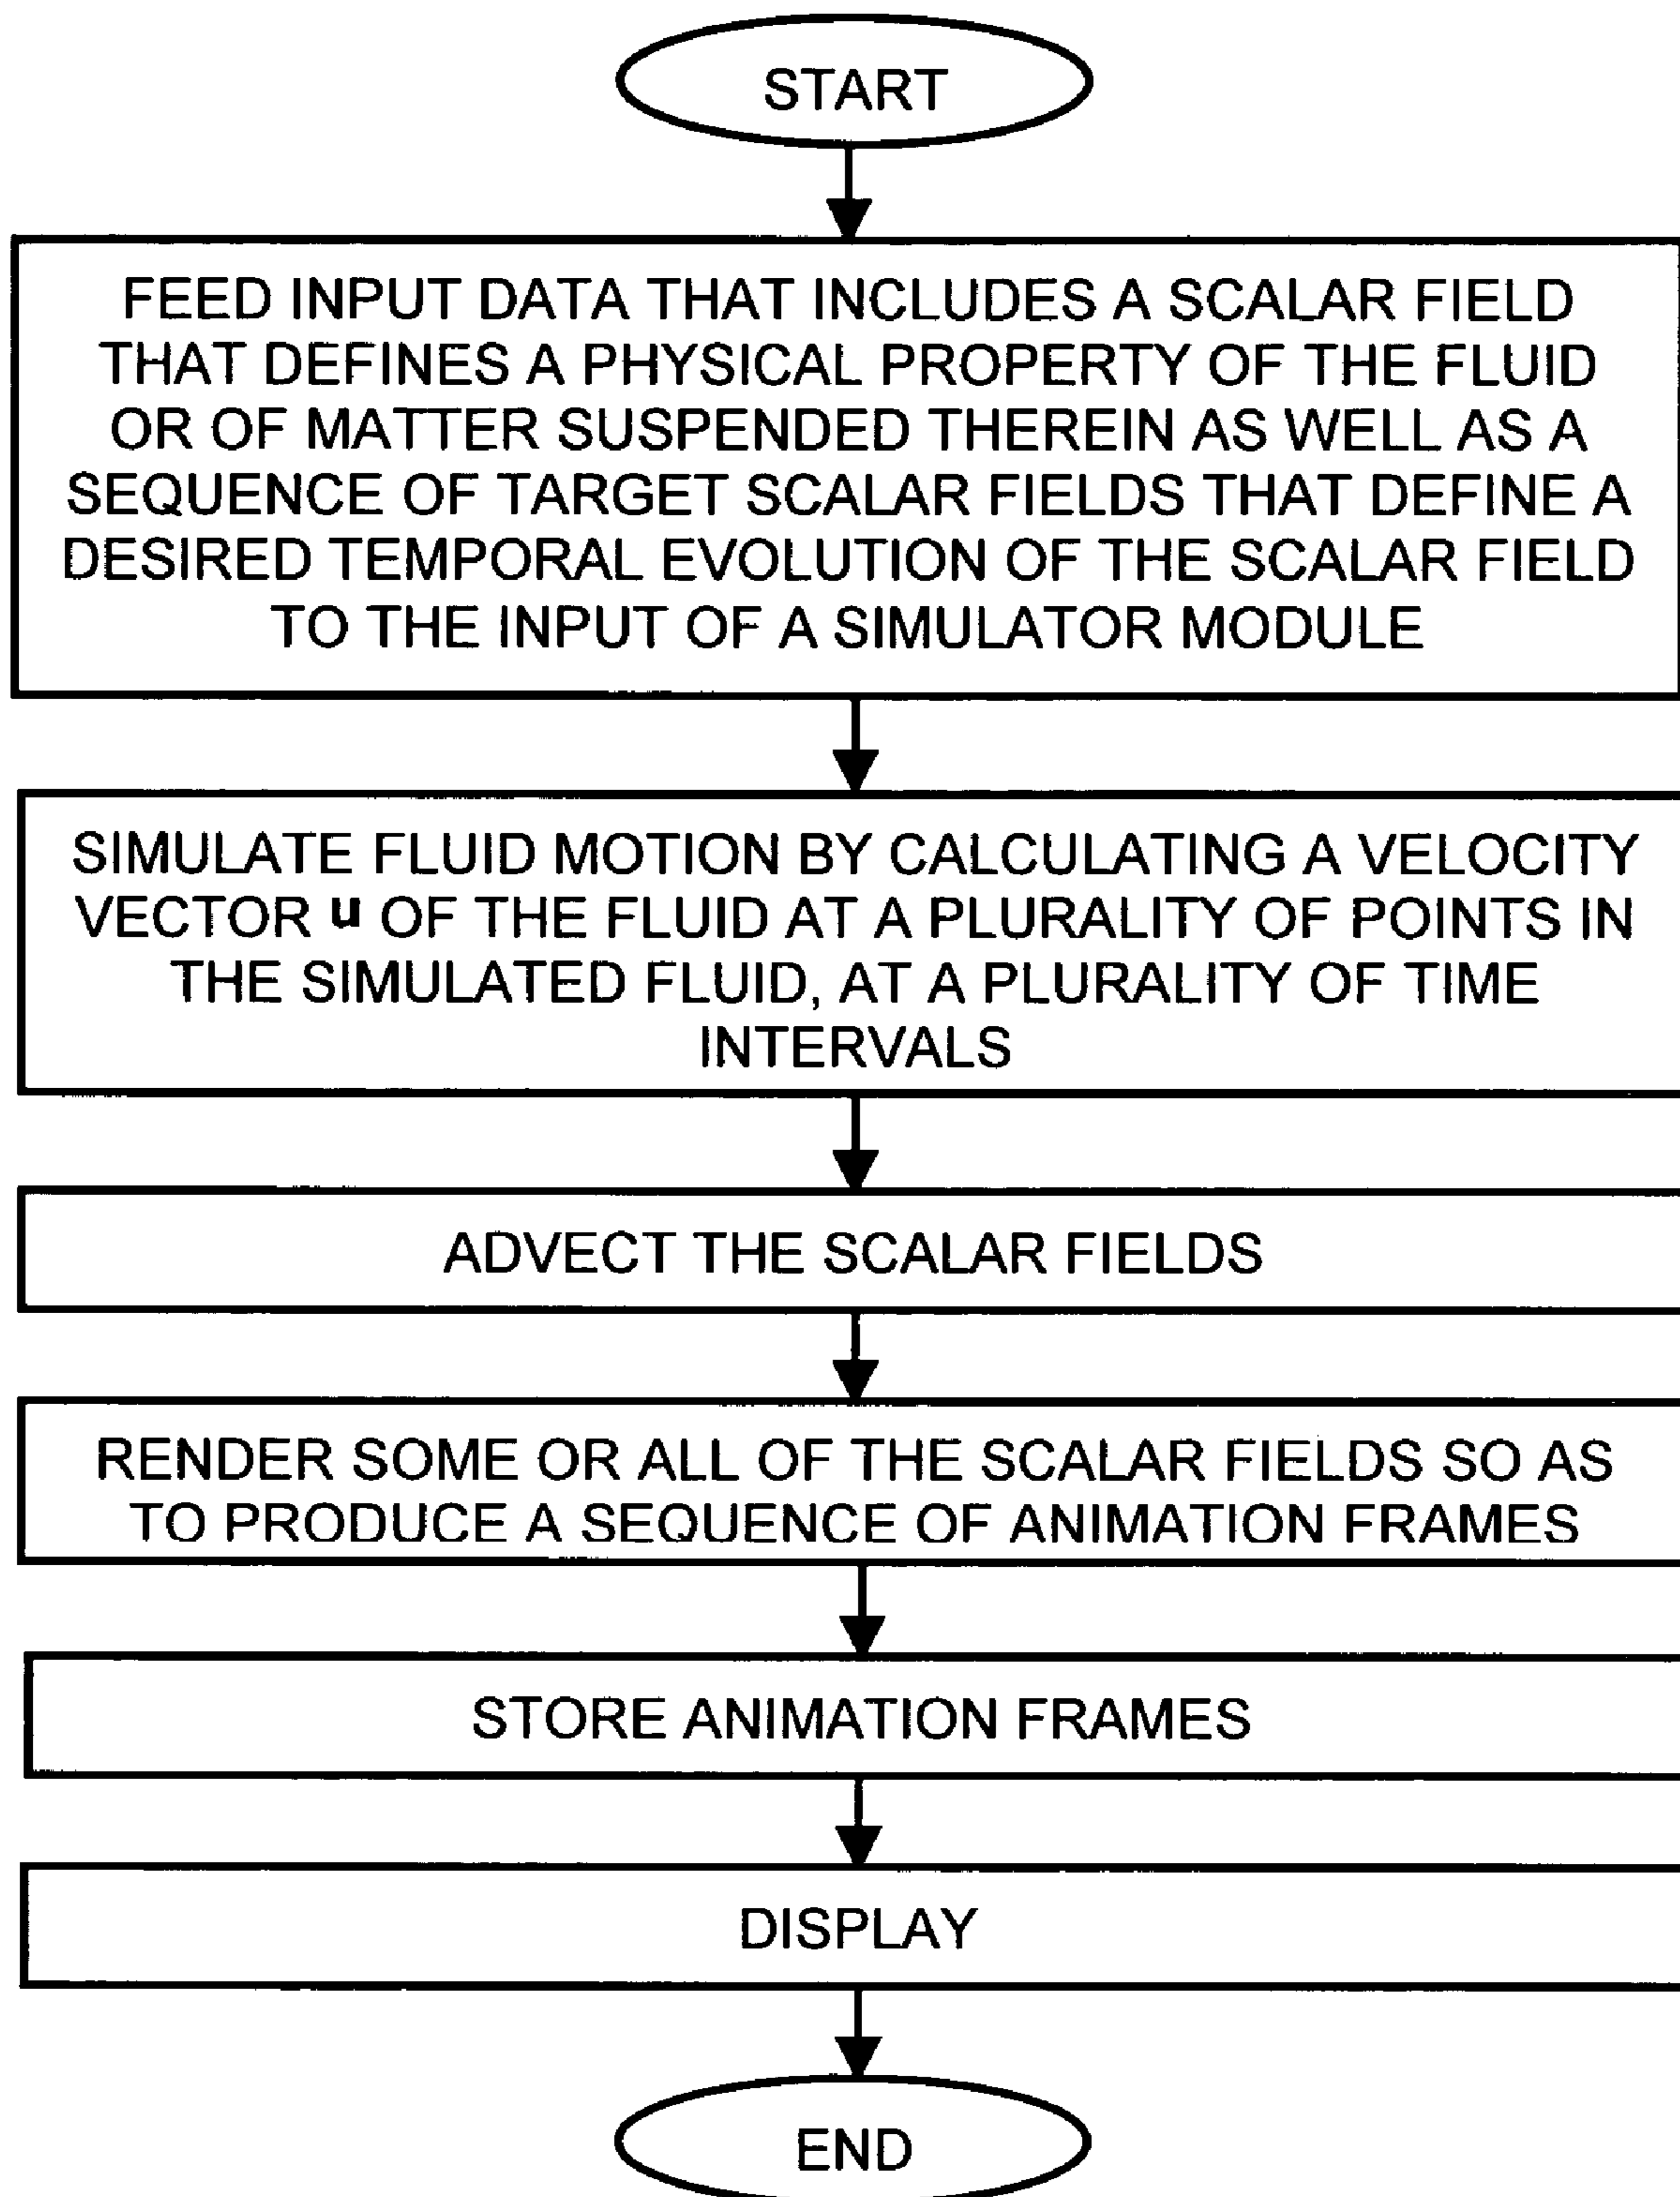 START
FEED INPUT DATA THAT INCLUDES A SCALAR FIELD
THAT DEFINES A PHYSICAL PROPERTY OF THE FLUID
OR OF MATTER SUSPENDED THEREIN AS WELL AS A
SEQUENCE OF TARGET SCALAR FIELDS THAT DEFINE A
DESIRED TEMPORAL EVOLUTION OF THE SCALAR FIELD
TO THE INPUT OF A SIMULATOR MODULE
SIMULATE FLUID MOTION BY CALCULATING A VELOCITY
VECTOR u OF THE FLUID AT A PLURALITY OF POINTS IN
THE SIMULATED FLUID, AT A PLURALITY OF TIME
INTERVALS
ADVECT THE SCALAR FIELDS
RENDER SOME OR ALL OF THE SCALAR FIELDS SO AS
TO PRODUCE A SEQUENCE OF ANIMATION FRAMES
STORE ANIMATION FRAMES
DISPLAY
END